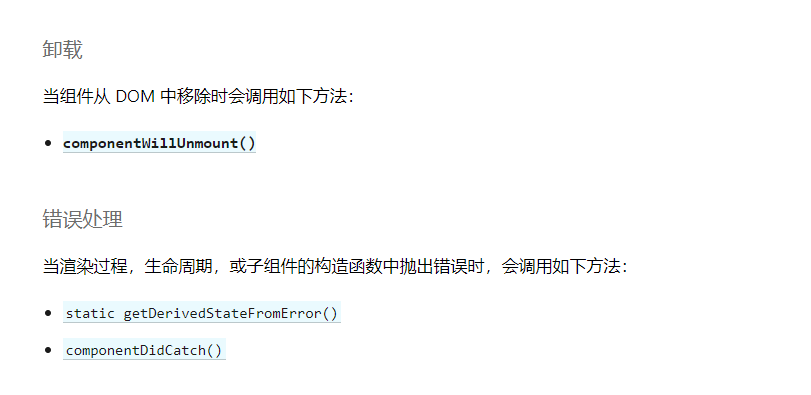 卸载
当组件从 DOM 中移除时会调用如下方法：
componentWillUnmount()
错误处理
当渲染过程，生命周期，或子组件的构造函数中抛出错误时，会调用如下方法：
static getDerivedStateFromError()
componentDidCatch()